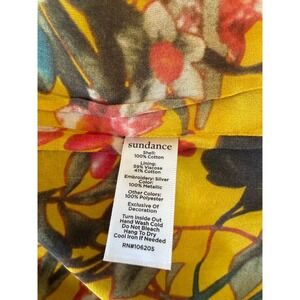 sundance
Shell:
100% Cotton
Lining:
59% Viscose
41% Cotton
Embroidery: Silver
Color:
100% Metallic
Other Colors:
100% Polyester
Exclusive Of
Decoration
Turn Inside Out
Hand Wash Cold
Do Not Bleach
Hang To Dry
Cool Iron If Needed
RN#106205